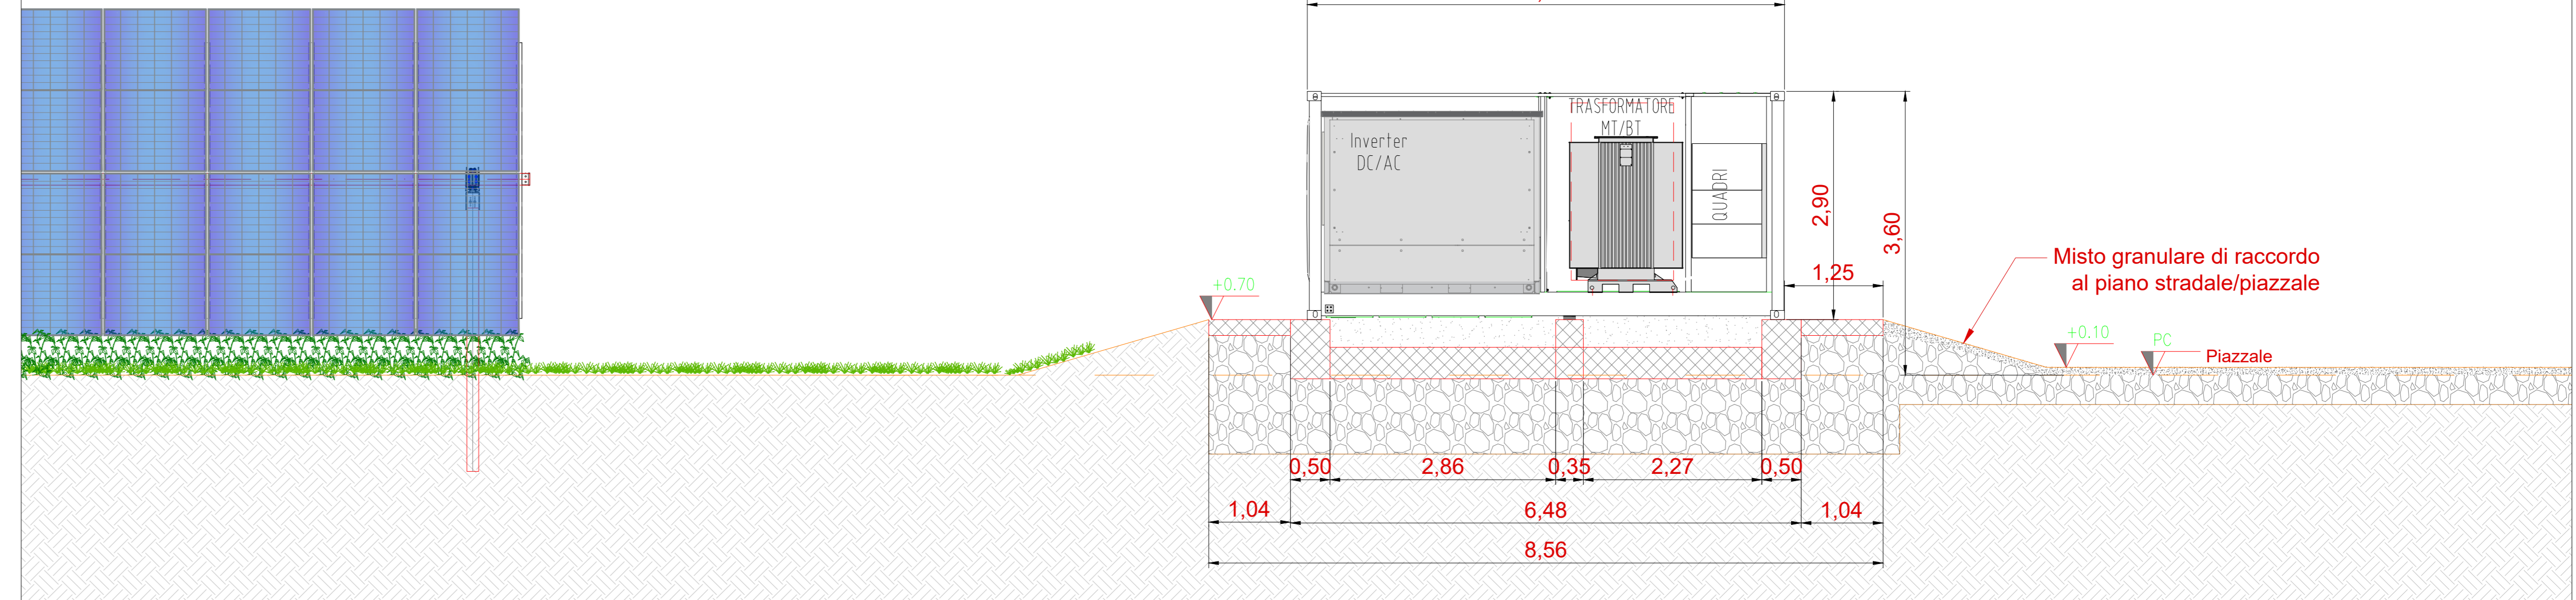 TRASFORMATORE
MT/BT
Inverter
DC/AC
QUADRI
2,90
3,60
1,25
Misto granulare di raccordo
al piano stradale/piazzale
+0.70
+0.10
P0
Piazzale
0,50
2,86
0,35
2,27
0,50
1,04
6,48
1,04
8,56